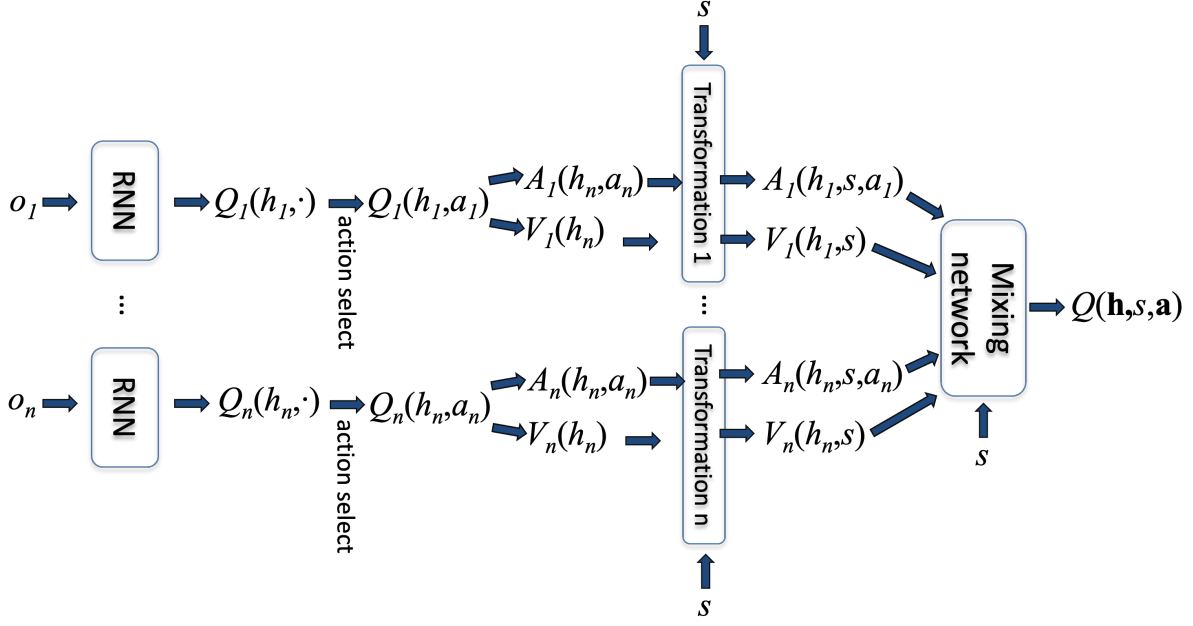 s
o1 RNN Q1(h1,·) action select Q1(h1,a1) A1(hn,an) Transformation 1 A1(h1,s,a1)
V1(hn) V1(h1,s)
... ...
Mixing network Q(h,s,a)
on RNN Qn(hn,·) action select Qn(hn,an) An(hn,an) Transformation n An(hn,s,an)
Vn(hn) Vn(hn,s)
s
s